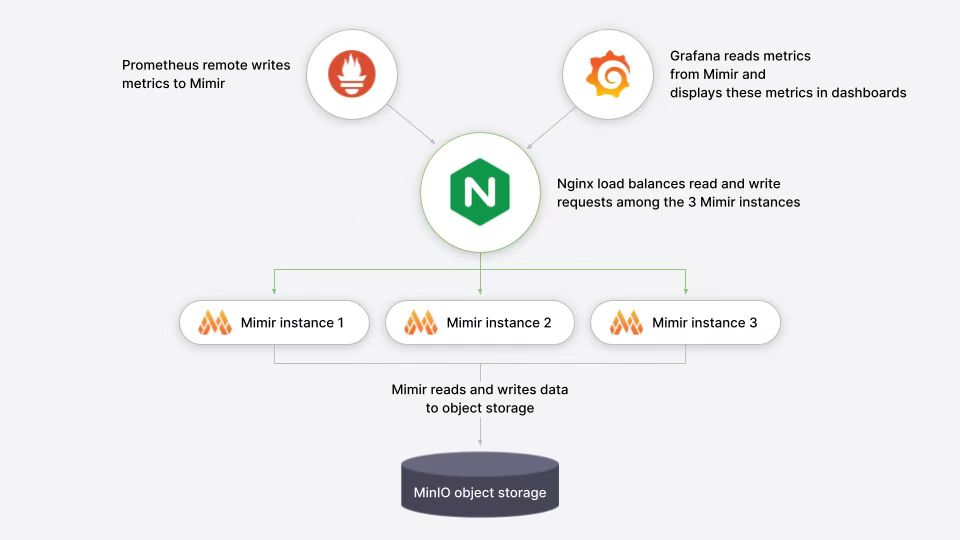 Prometheus remote writes
metrics to Mimir
Grafana reads metrics
from Mimir and
displays these metrics in dashboards
N
Nginx load balances read and write
requests among the 3 Mimir instances
Mimir instance 1
Mimir instance 2
Mimir instance 3
Mimir reads and writes data
to object storage
MinIO object storage